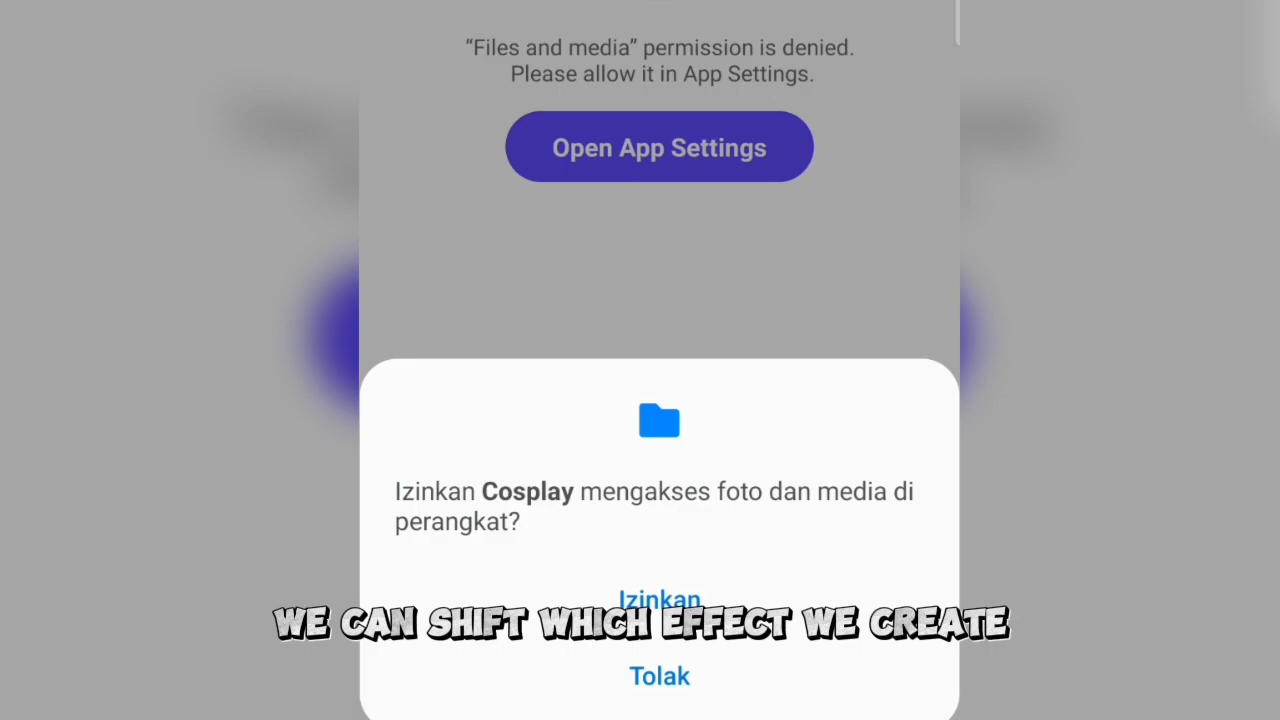 “Files and media” permission is denied.
Please allow it in App Settings.
Open App Settings
Izinkan Cosplay mengakses foto dan media di
perangkat?
Izinkan
WE CAN SHIFT WHICH EFFECT WE CREATE
Tolak